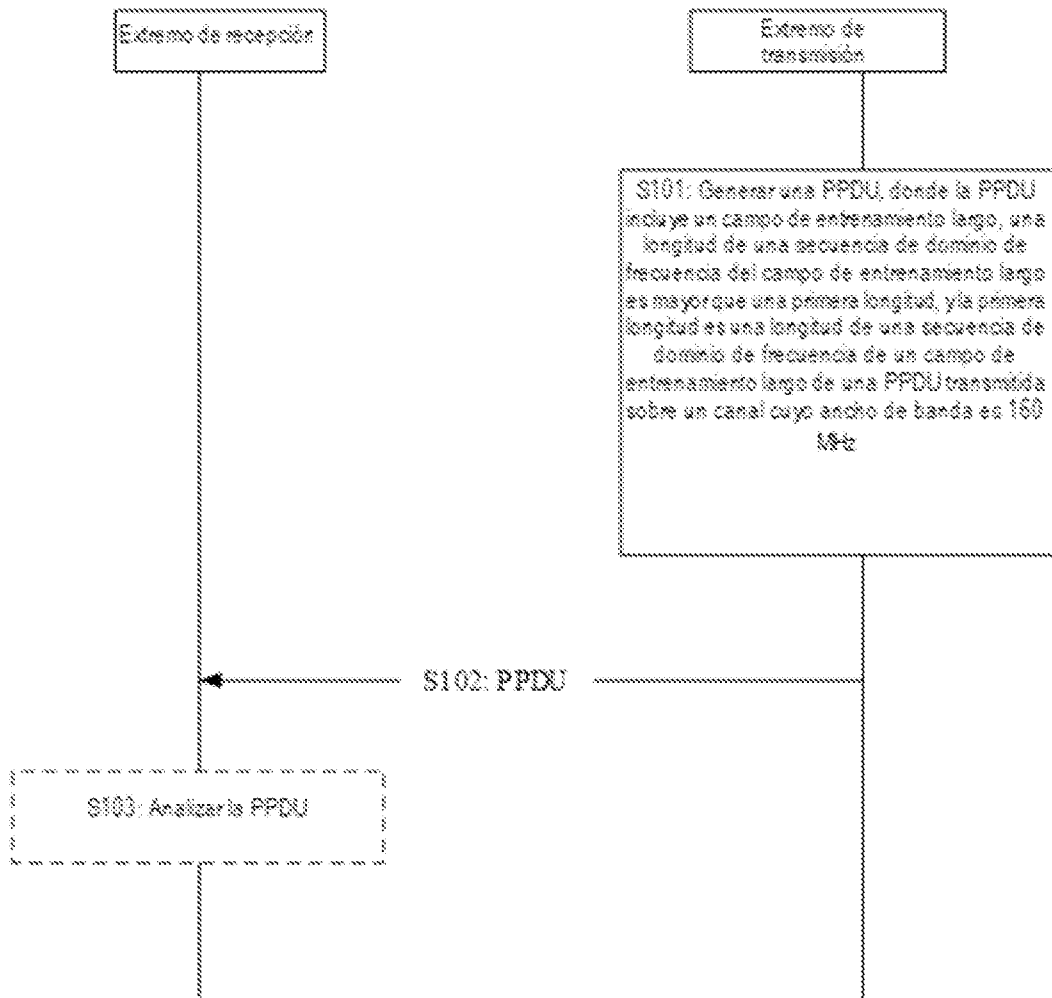 Extremo de recepción
Extremo de
transmisión
S101: Generar una PPDU, donde la PPDU
incluye un campo de entrenamiento largo, una
longitud de una secuencia de dominio de
frecuencia del campo de entrenamiento largo
es mayor que una primera longitud, y la primera
longitud es una longitud de una secuencia de
dominio de frecuencia de un campo de
entrenamiento largo de una PPDU transmitida
sobre un canal cuyo ancho de banda es 160
MHz
S102: PPDU
S103: Analizar la PPDU